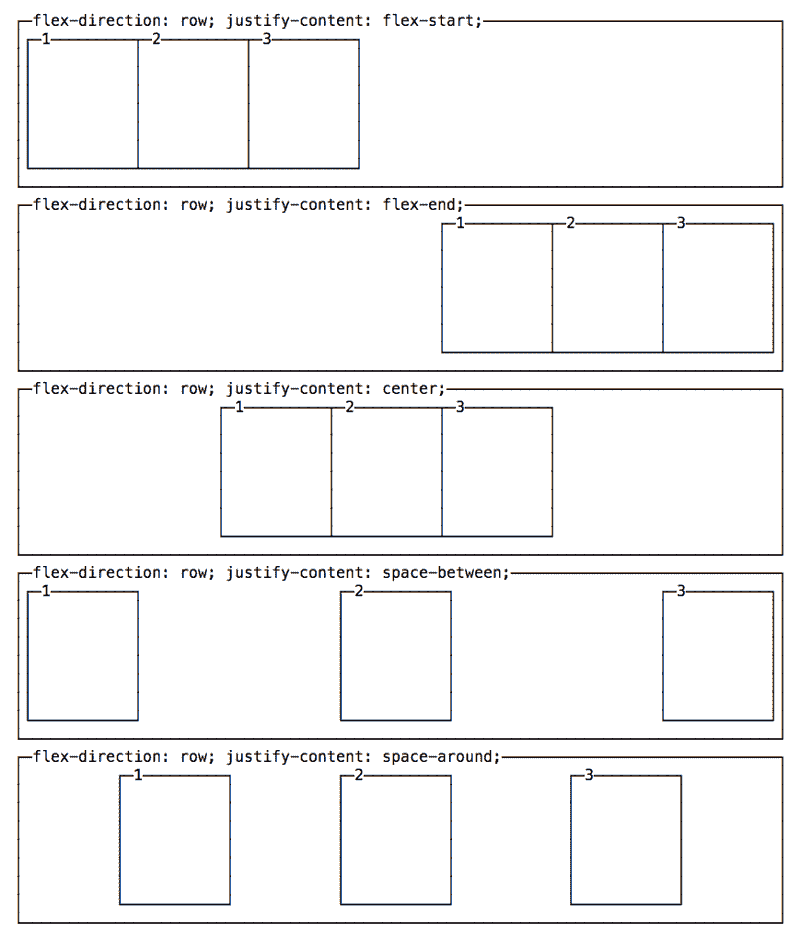 flex-direction: row; justify-content: flex-start;
1 2 3
flex-direction: row; justify-content: flex-end;
1 2 3
flex-direction: row; justify-content: center;
1 2 3
flex-direction: row; justify-content: space-between;
1 2 3
flex-direction: row; justify-content: space-around;
1 2 3